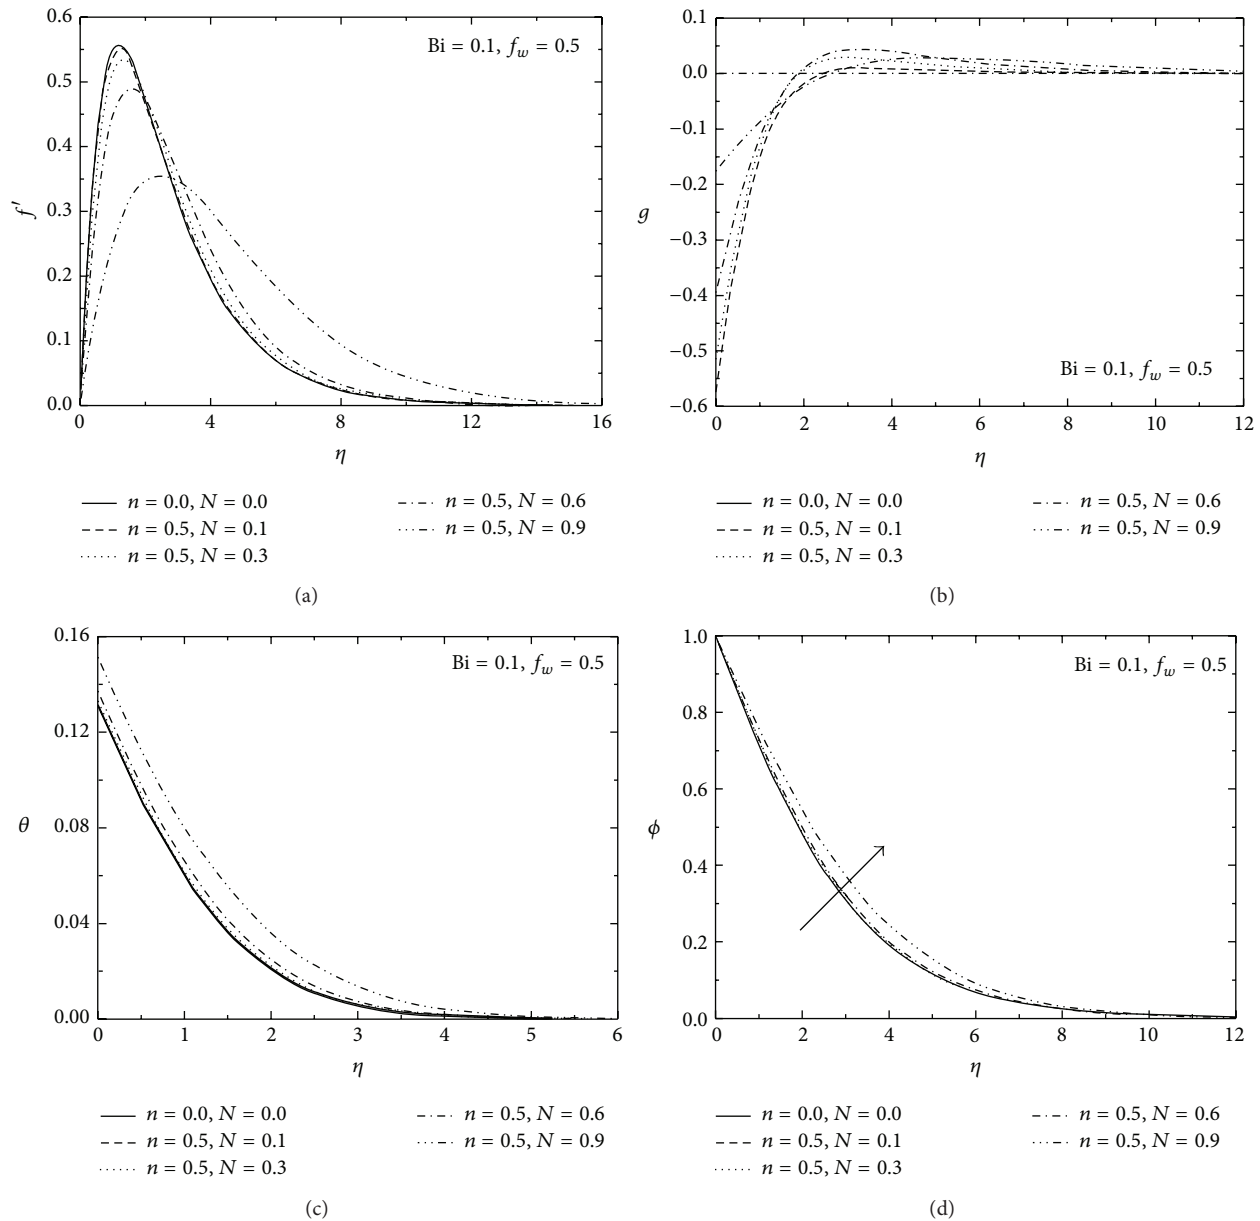 0.6
0.5
0.4
0.3
0.2
0.1
0.0
f′
Bi = 0.1, f_w = 0.5
0 4 8 12 16
η
n = 0.0, N = 0.0
n = 0.5, N = 0.1
n = 0.5, N = 0.3
n = 0.5, N = 0.6
n = 0.5, N = 0.9
(a)
0.1
0.0
−0.1
−0.2
−0.3
−0.4
−0.5
−0.6
g
Bi = 0.1, f_w = 0.5
0 2 4 6 8 10 12
η
n = 0.0, N = 0.0
n = 0.5, N = 0.1
n = 0.5, N = 0.3
n = 0.5, N = 0.6
n = 0.5, N = 0.9
(b)
0.16
0.12
0.08
0.04
0.00
θ
Bi = 0.1, f_w = 0.5
0 1 2 3 4 5 6
η
n = 0.0, N = 0.0
n = 0.5, N = 0.1
n = 0.5, N = 0.3
n = 0.5, N = 0.6
n = 0.5, N = 0.9
(c)
1.0
0.8
0.6
0.4
0.2
0.0
ϕ
Bi = 0.1, f_w = 0.5
0 2 4 6 8 10 12
η
n = 0.0, N = 0.0
n = 0.5, N = 0.1
n = 0.5, N = 0.3
n = 0.5, N = 0.6
n = 0.5, N = 0.9
(d)